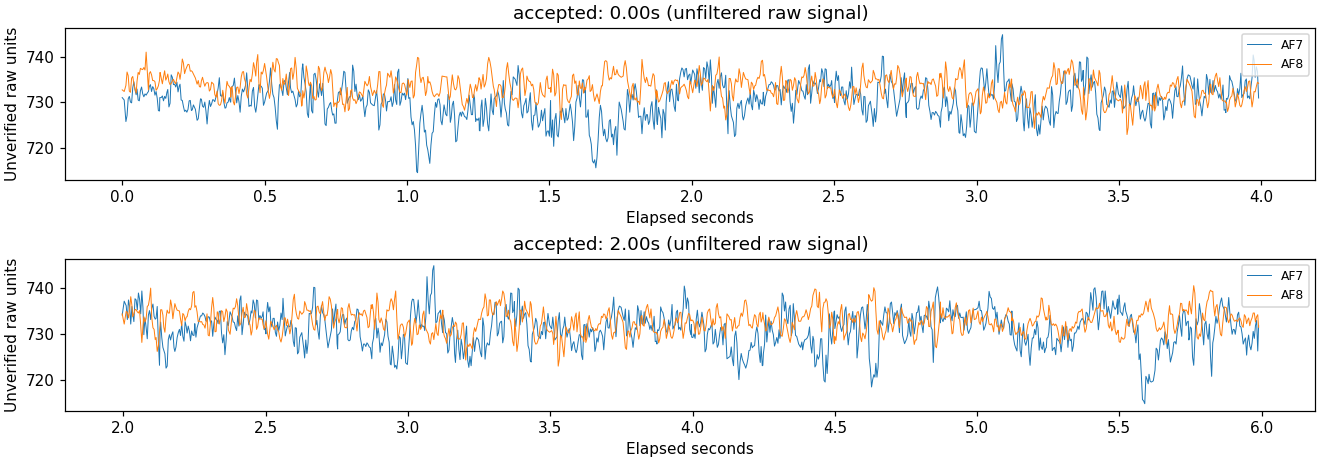 accepted: 0.00s (unfiltered raw signal)
Unverified raw units
740
730
720
AF7
AF8
0.0 0.5 1.0 1.5 2.0 2.5 3.0 3.5 4.0
Elapsed seconds
accepted: 2.00s (unfiltered raw signal)
Unverified raw units
740
730
720
AF7
AF8
2.0 2.5 3.0 3.5 4.0 4.5 5.0 5.5 6.0
Elapsed seconds